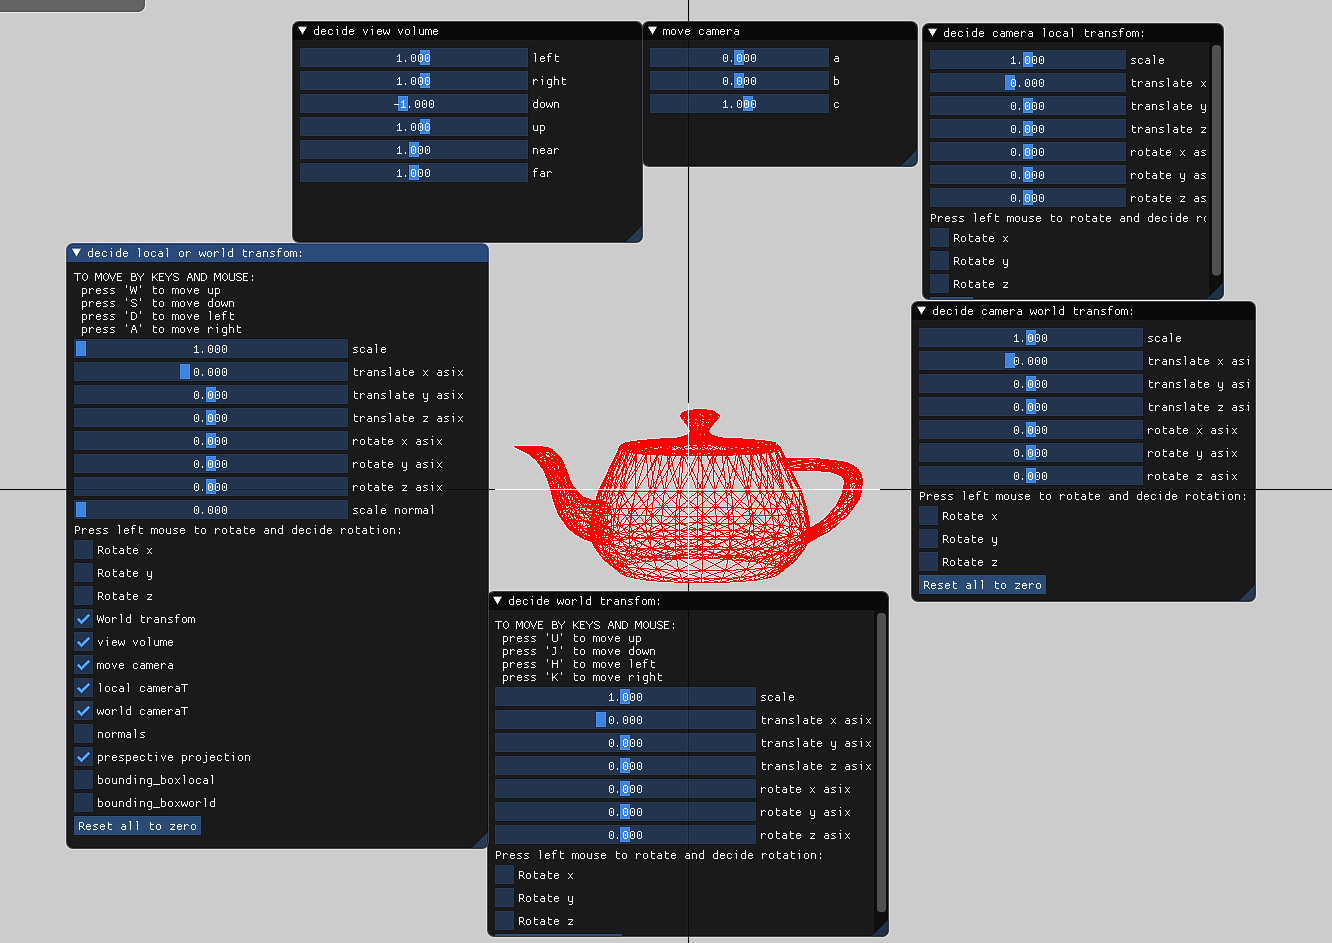 decide view volume
1.000 left
1.000 right
-1.000 down
1.000 up
1.000 near
1.000 far
move camera
0.000 a
0.000 b
1.000 c
decide camera local transfom:
1.000 scale
0.000 translate x
0.000 translate y
0.000 translate z
0.000 rotate x as
0.000 rotate y as
0.000 rotate z as
Press left mouse to rotate and decide r
Rotate x
Rotate y
Rotate z
decide local or world transfom:
TO MOVE BY KEYS AND MOUSE:
press 'W' to move up
press 'S' to move down
press 'D' to move left
press 'A' to move right
1.000 scale
0.000 translate x asix
0.000 translate y asix
0.000 translate z asix
0.000 rotate x asix
0.000 rotate y asix
0.000 rotate z asix
0.000 scale normal
Press left mouse to rotate and decide rotation:
Rotate x
Rotate y
Rotate z
World transfom
view volume
move camera
local cameraT
world cameraT
normals
prespective projection
bounding_boxlocal
bounding_boxworld
Reset all to zero
decide camera world transfom:
1.000 scale
0.000 translate x asi
0.000 translate y asi
0.000 translate z asi
0.000 rotate x asix
0.000 rotate y asix
0.000 rotate z asix
Press left mouse to rotate and decide rotation:
Rotate x
Rotate y
Rotate z
Reset all to zero
decide world transfom:
TO MOVE BY KEYS AND MOUSE:
press 'U' to move up
press 'J' to move down
press 'H' to move left
press 'K' to move right
1.000 scale
0.000 translate x asix
0.000 translate y asix
0.000 translate z asix
0.000 rotate x asix
0.000 rotate y asix
0.000 rotate z asix
Press left mouse to rotate and decide rotation:
Rotate x
Rotate y
Rotate z